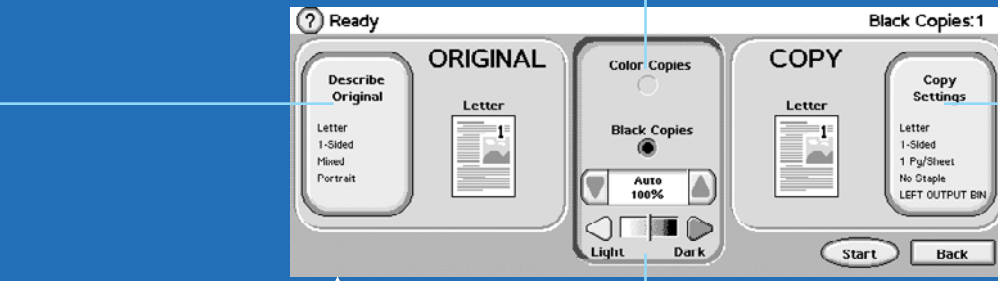 ? Ready
Black Copies:1
Describe
Original
Letter
1-Sided
Mixed
Portrait
ORIGINAL
Letter
1
Color Copies
Black Copies
Auto
100%
Light
Dark
COPY
Letter
1
Copy
Settings
Letter
1-Sided
1 Pg/Sheet
No Staple
LEFT OUTPUT BIN
Start
Back